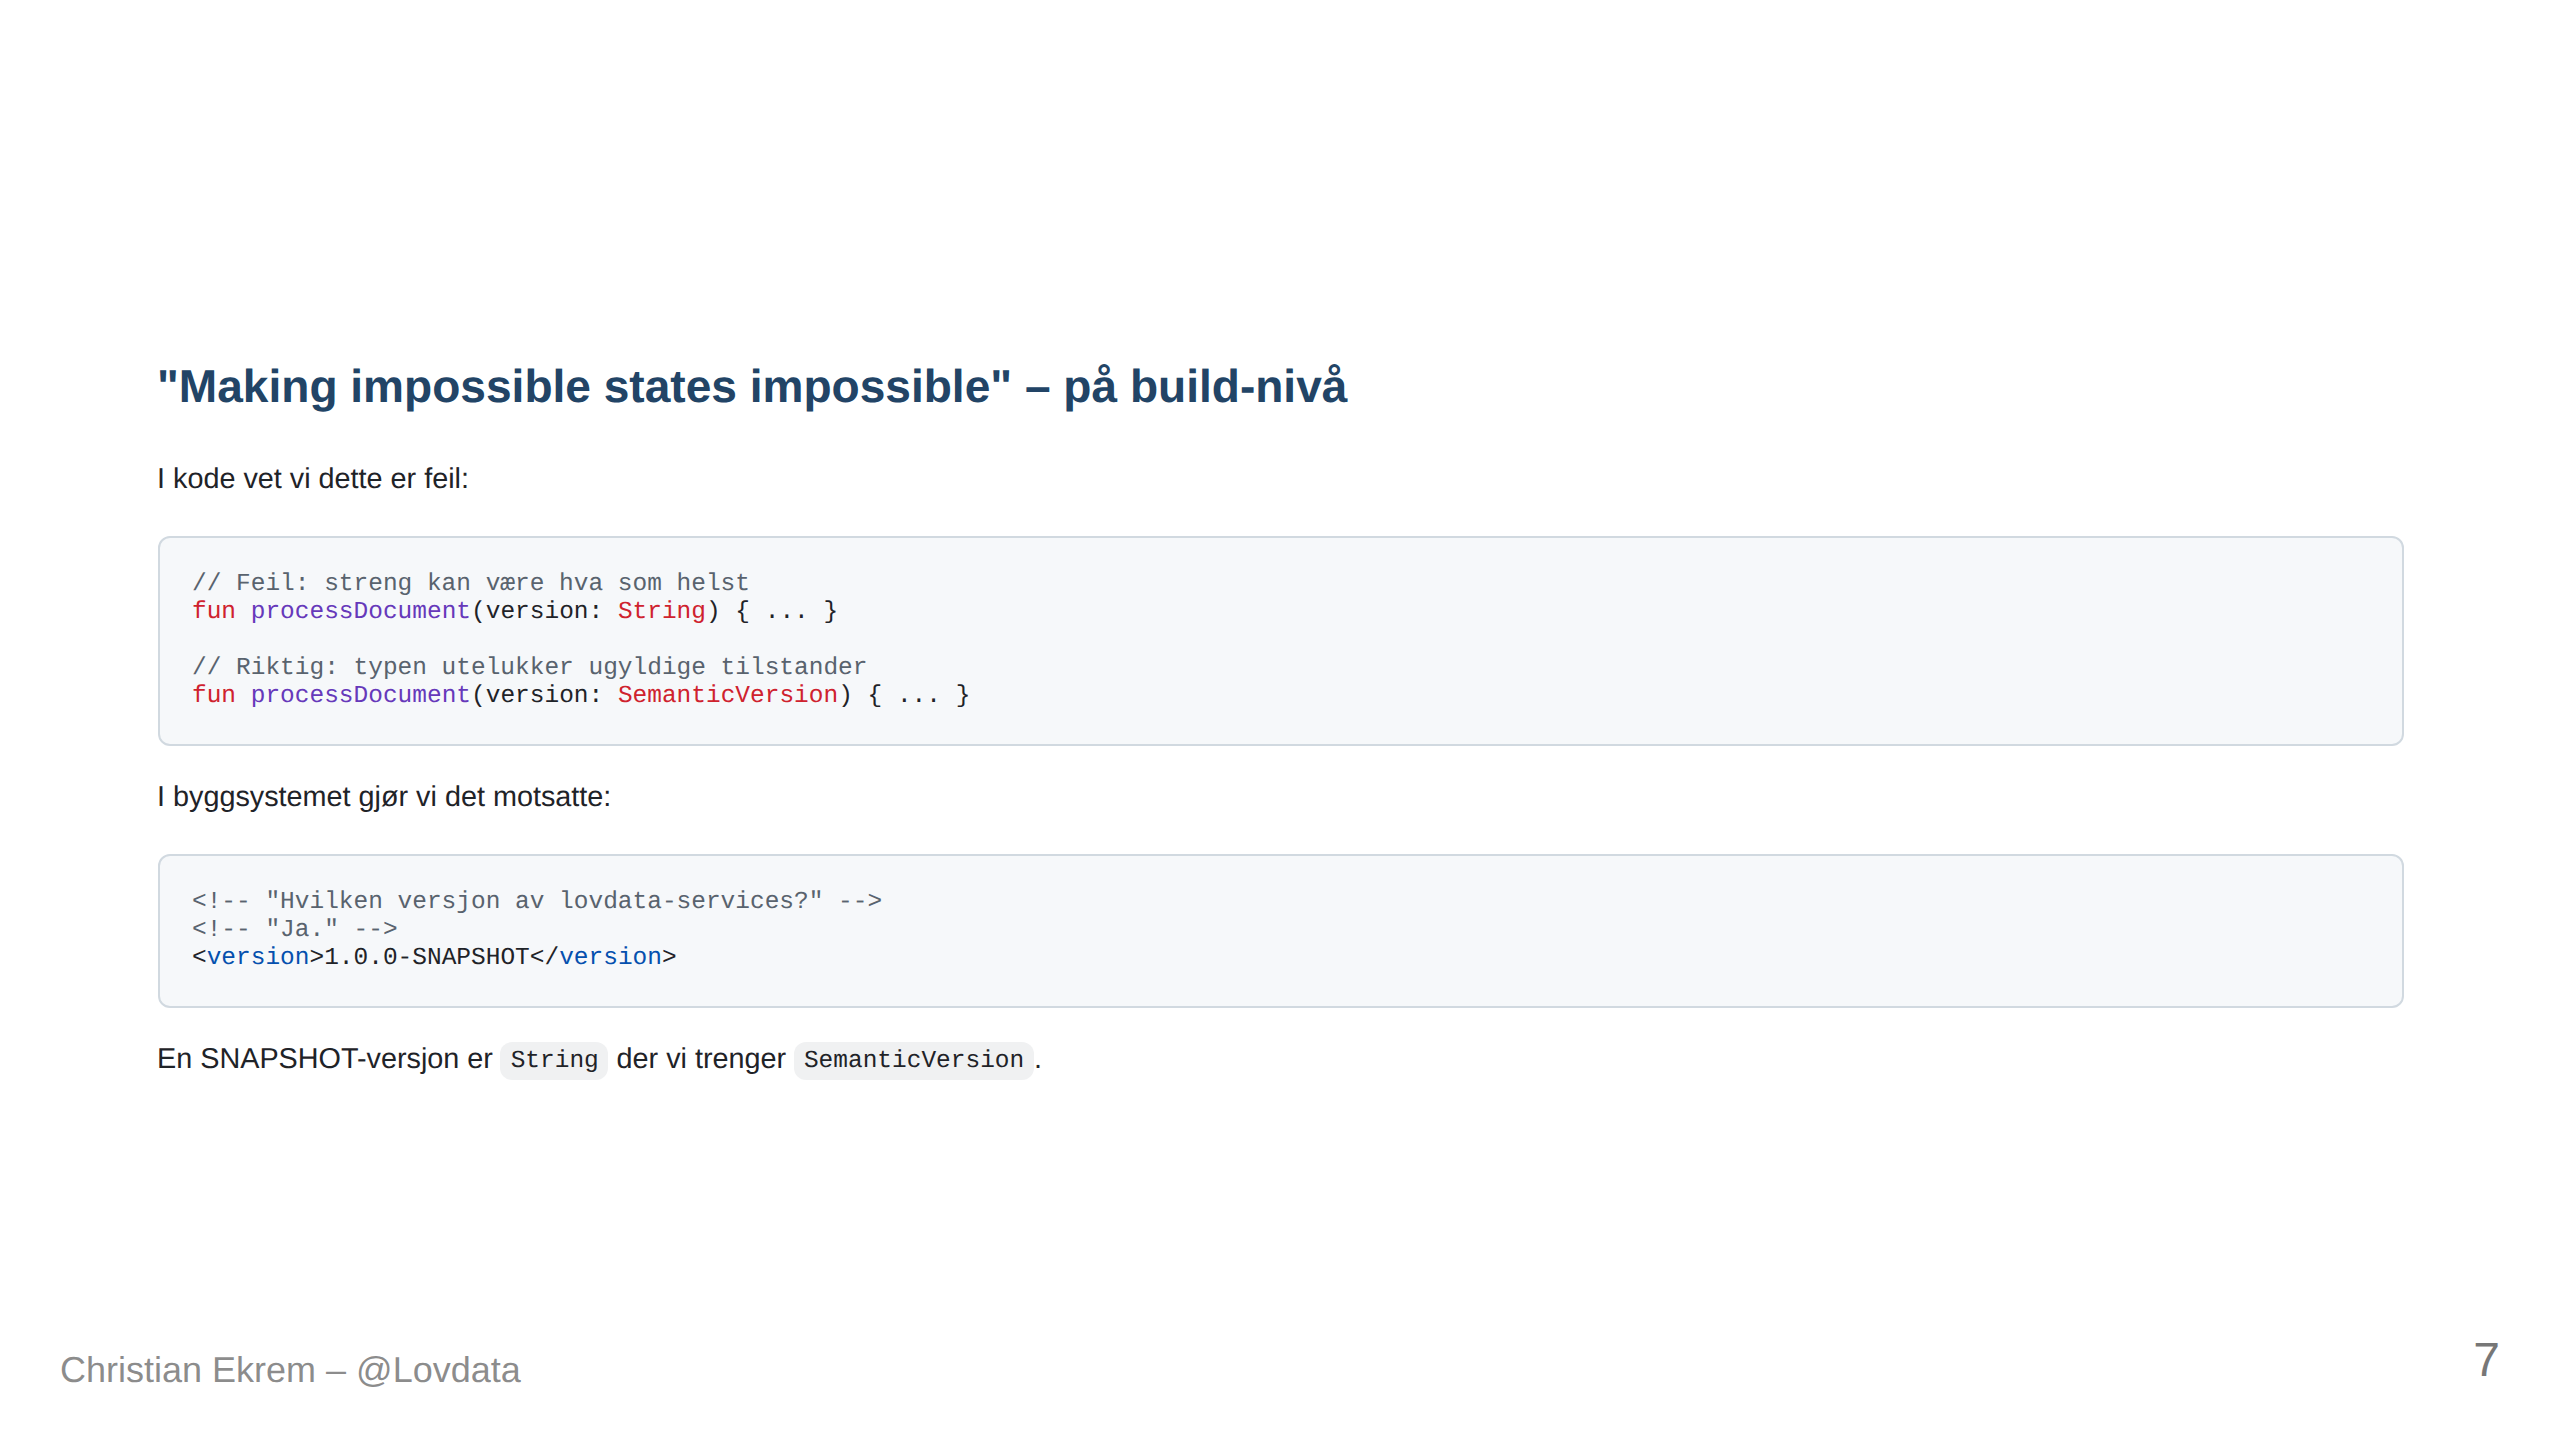 "Making impossible states impossible" – på build-nivå
I kode vet vi dette er feil:
// Feil: streng kan være hva som helst
fun processDocument(version: String) { ... }
// Riktig: typen utelukker ugyldige tilstander
fun processDocument(version: SemanticVersion) { ... }
I byggsystemet gjør vi det motsatte:
<!-- "Hvilken versjon av lovdata-services?" -->
<!-- "Ja." -->
<version>1.0.0-SNAPSHOT</version>
En SNAPSHOT-versjon er String der vi trenger SemanticVersion.
Christian Ekrem – @Lovdata
7